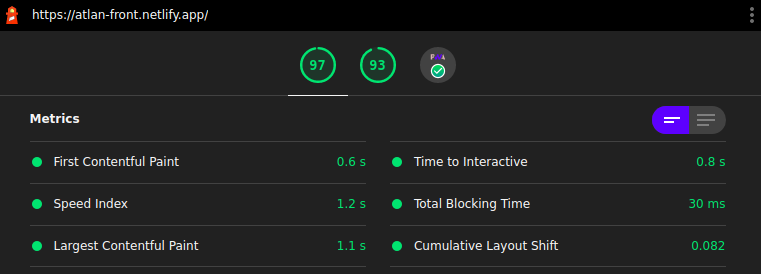 https://atlan-front.netlify.app/
97
93
PWA
Metrics
First Contentful Paint 0.6 s
Time to Interactive 0.8 s
Speed Index 1.2 s
Total Blocking Time 30 ms
Largest Contentful Paint 1.1 s
Cumulative Layout Shift 0.082